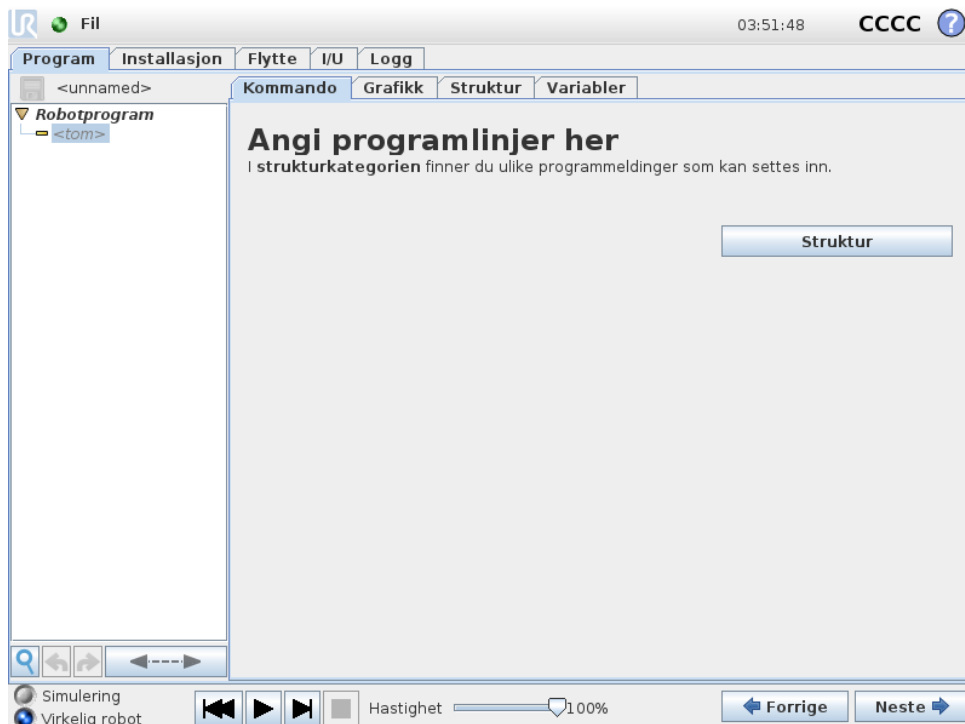 UR Fil 03:51:48 CCCC ?
Program Installasjon Flytte I/U Logg
<unnamed> Kommando Grafikk Struktur Variabler
Robotprogram
<tom>
Angi programlinjer her
I strukturkategorien finner du ulike programmeldinger som kan settes inn.
Struktur
Simulering
Virkelig robot
Hastighet 100%
Forrige Neste